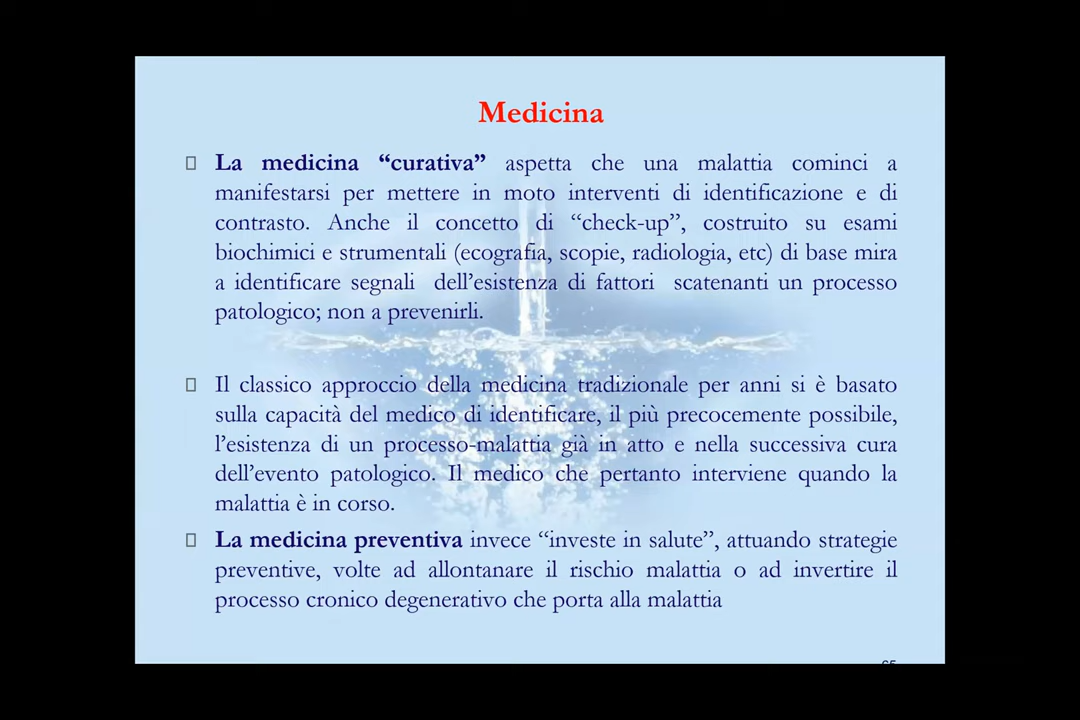 Medicina
La medicina “curativa” aspetta che una malattia cominci a
manifestarsi per mettere in moto interventi di identificazione e di
contrasto. Anche il concetto di “check-up”, costruito su esami
biochimici e strumentali (ecografia, scopie, radiologia, etc) di base mira
a identificare segnali dell’esistenza di fattori scatenanti un processo
patologico; non a prevenirli.
Il classico approccio della medicina tradizionale per anni si è basato
sulla capacità del medico di identificare, il più precocemente possibile,
l’esistenza di un processo-malattia già in atto e nella successiva cura
dell’evento patologico. Il medico che pertanto interviene quando la
malattia è in corso.
La medicina preventiva invece “investe in salute”, attuando strategie
preventive, volte ad allontanare il rischio malattia o ad invertire il
processo cronico degenerativo che porta alla malattia